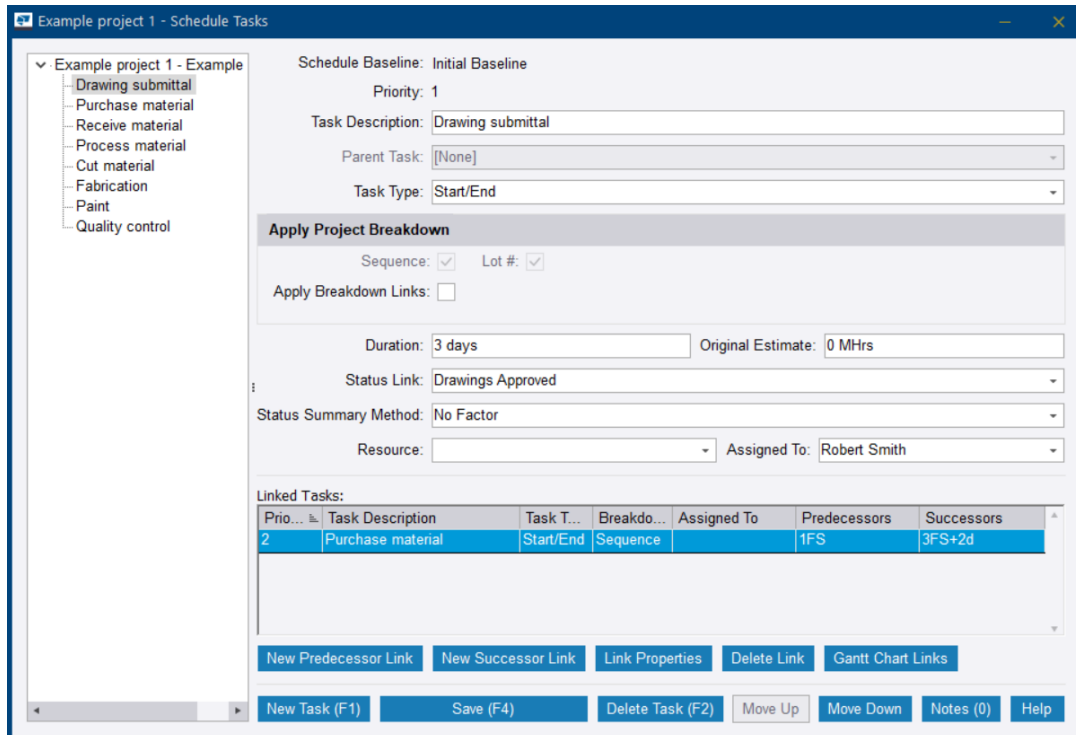 Example project 1 - Schedule Tasks
Example project 1 - Example
Drawing submittal
Purchase material
Receive material
Process material
Cut material
Fabrication
Paint
Quality control
Schedule Baseline: Initial Baseline
Priority: 1
Task Description: Drawing submittal
Parent Task: [None]
Task Type: Start/End
Apply Project Breakdown
Sequence: Lot #:
Apply Breakdown Links:
Duration: 3 days Original Estimate: 0 MHrs
Status Link: Drawings Approved
Status Summary Method: No Factor
Resource: Assigned To: Robert Smith
Linked Tasks:
Prio... Task Description Task T... Breakdo... Assigned To Predecessors Successors
2 Purchase material Start/End Sequence 1FS 3FS+2d
New Predecessor Link New Successor Link Link Properties Delete Link Gantt Chart Links
New Task (F1) Save (F4) Delete Task (F2) Move Up Move Down Notes (0) Help